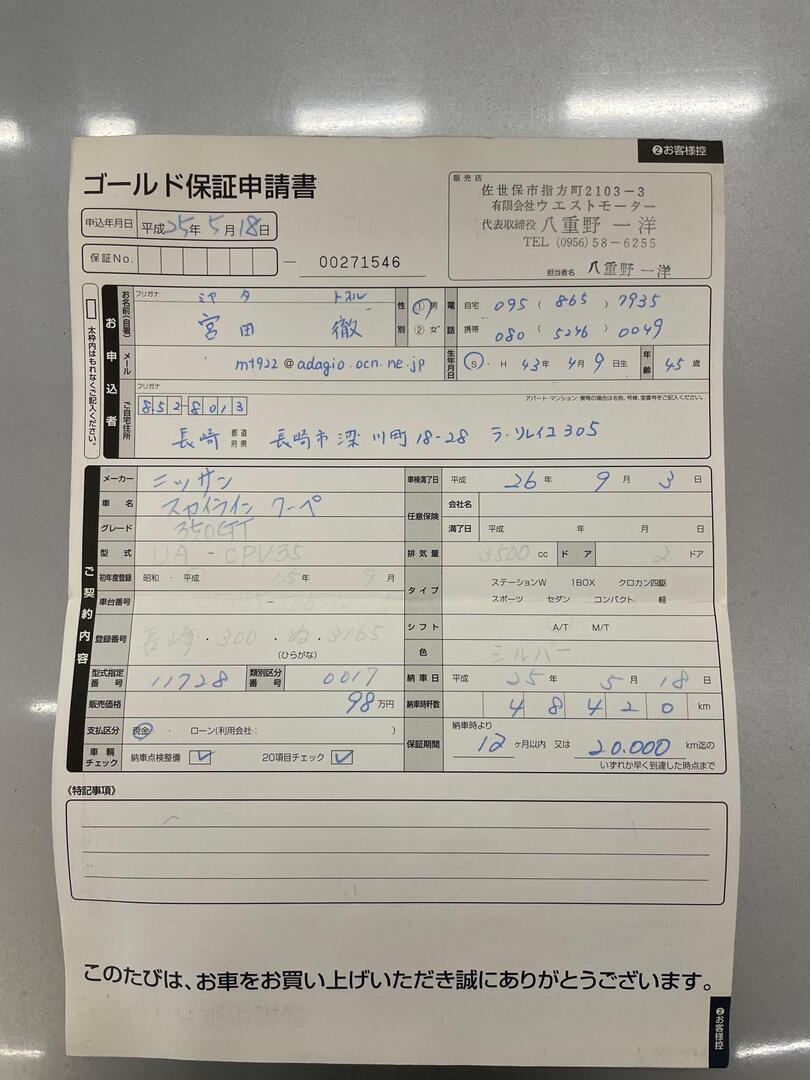 ❷お客様控
ゴールド保証申請書
販売店
佐世保市指方町2103-3
有限会社ウエストモーター
代表取締役 八重野 一洋
TEL (0956)58-6255
担当者名 八重野 一洋
申込年月日 平成25年5月18日
保証No. — 00271546
太枠内はもれなくご記入ください。
お申込者
お名前(自署)
フリガナ ミヤタ トオル
宮田 徹
性別 ①男 ②女
電話 自宅 095 ( 865 ) 7935
携帯 080 ( 5246 ) 0049
メール mt922@adagio.ocn.ne.jp
生年月日 S・H 43年 4月 9日生 年齢 45歳
ご自宅住所
フリガナ
アパート・マンション・寮等の場合は名称、号棟、室番号をご記入ください。
852-8013
長崎 都道府県 長崎市 川町18-28 ラ・ソレイユ305
ご契約内容
メーカー ニッサン
車検満了日 平成 26年 9月 3日
車名 スカイライン クーペ
任意保険 会社名
グレード 350GT
満了日 平成 年 月 日
型式 UA - CPV35
排気量 3500 cc ドア 2 ドア
初年度登録 昭和・平成 15年 9月
タイプ ステーションW 1BOX クロカン四駆
スポーツ セダン コンパクト 軽
車台番号 -
シフト A/T M/T
登録番号 長崎・300・ぬ・3165
(ひらがな)
色 シルバー
型式指定番号 11728 類別区分番号 0017
納車日 平成 25年 5月 18日
販売価格 98万円
納車時粁数 48420 km
支払区分 現金・ローン(利用会社: )
保証期間 納車時より
12ヶ月以内 又は 20.000 km迄の
いずれか早く到達した時点まで
車輌チェック 納車点検整備 ✓ 20項目チェック ✓
《特記事項》
このたびは、お車をお買い上げいただき誠にありがとうございます。
❷お客様控